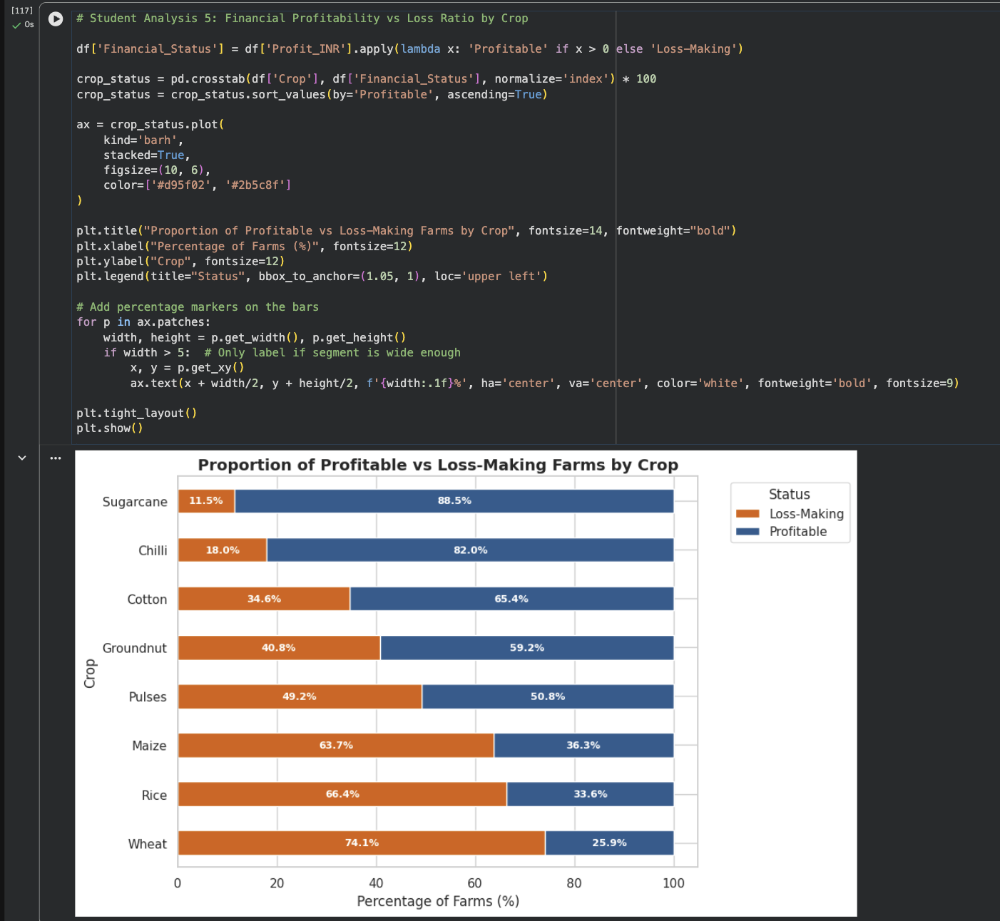 [117]
0s
# Student Analysis 5: Financial Profitability vs Loss Ratio by Crop
df['Financial_Status'] = df['Profit_INR'].apply(lambda x: 'Profitable' if x > 0 else 'Loss-Making')
crop_status = pd.crosstab(df['Crop'], df['Financial_Status'], normalize='index') * 100
crop_status = crop_status.sort_values(by='Profitable', ascending=True)
ax = crop_status.plot(
    kind='barh',
    stacked=True,
    figsize=(10, 6),
    color=['#d95f02', '#2b5c8f']
)
plt.title("Proportion of Profitable vs Loss-Making Farms by Crop", fontsize=14, fontweight="bold")
plt.xlabel("Percentage of Farms (%)", fontsize=12)
plt.ylabel("Crop", fontsize=12)
plt.legend(title="Status", bbox_to_anchor=(1.05, 1), loc='upper left')
# Add percentage markers on the bars
for p in ax.patches:
    width, height = p.get_width(), p.get_height()
    if width > 5:  # Only label if segment is wide enough
        x, y = p.get_xy()
        ax.text(x + width/2, y + height/2, f'{width:.1f}%', ha='center', va='center', color='white', fontweight='bold', fontsize=9)
plt.tight_layout()
plt.show()
Proportion of Profitable vs Loss-Making Farms by Crop
Status
Loss-Making
Profitable
Sugarcane 11.5% 88.5%
Chilli 18.0% 82.0%
Cotton 34.6% 65.4%
Groundnut 40.8% 59.2%
Crop
Pulses 49.2% 50.8%
Maize 63.7% 36.3%
Rice 66.4% 33.6%
Wheat 74.1% 25.9%
0 20 40 60 80 100
Percentage of Farms (%)